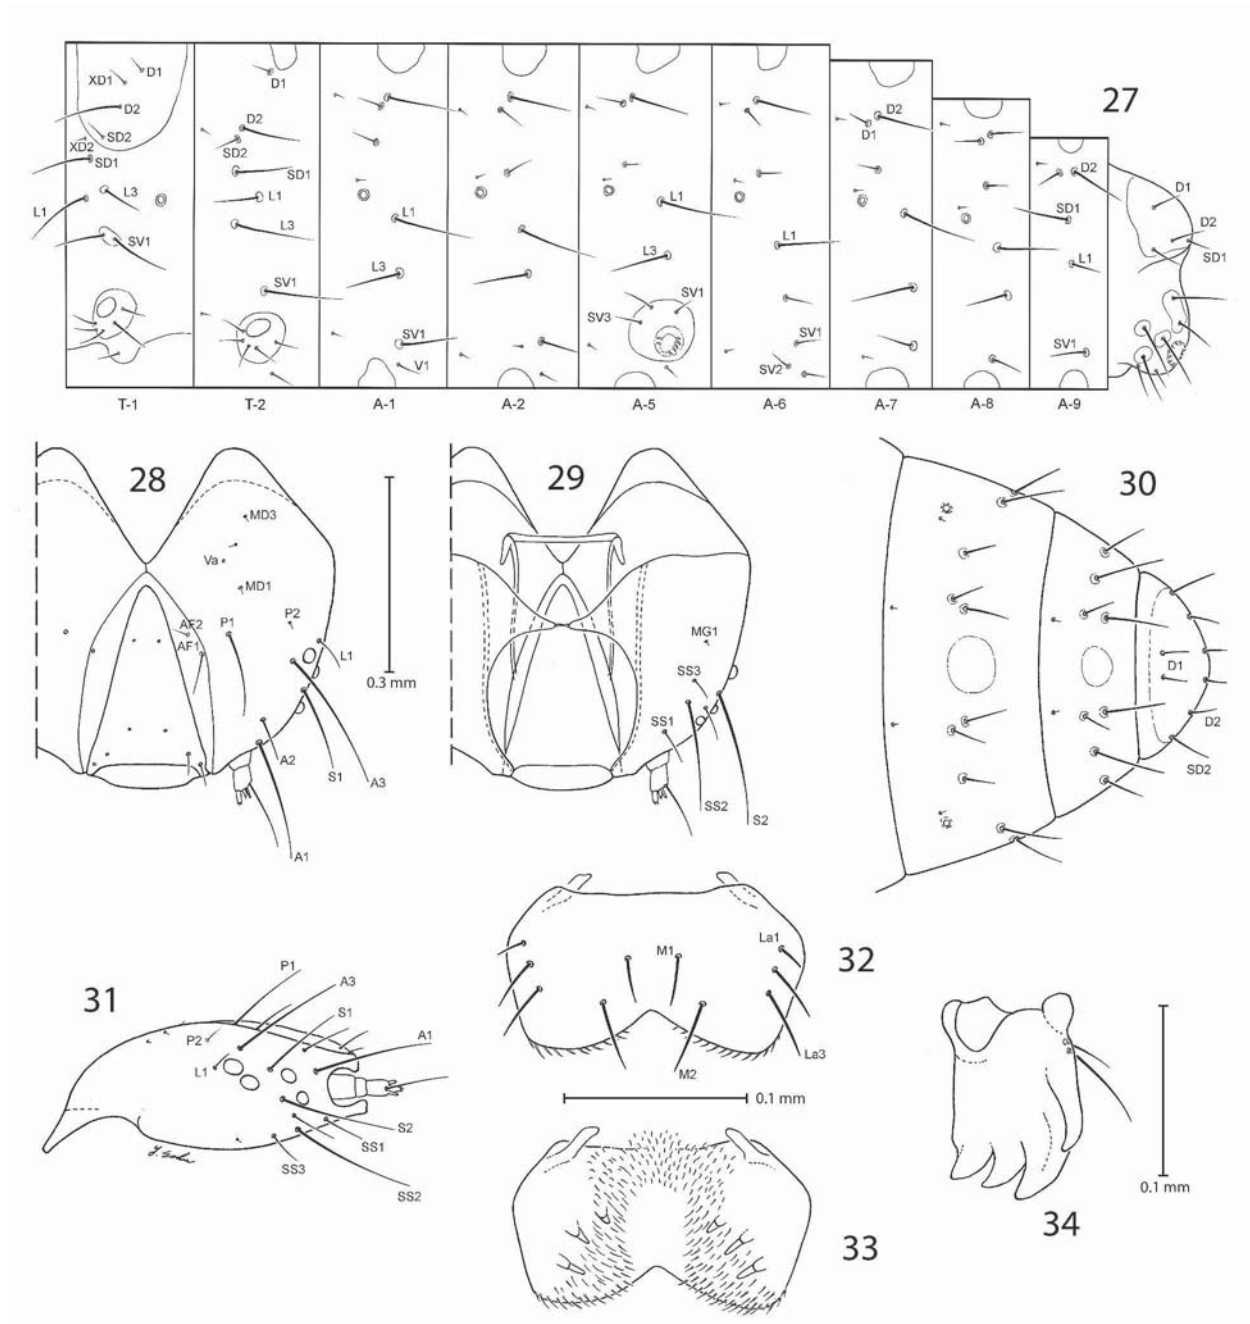 27
XD1 D1
D2
XD2 SD2
SD1
L3
L1
SV1
D1
D2
SD2
SD1
L1
L3
SV1
L1
L3
SV1
V1
L1
L3
SV1
SV3
L1
SV1
SV2
D2
D1
D2
SD1
L1
SV1
D1
D2
SD1
T-1 T-2 A-1 A-2 A-5 A-6 A-7 A-8 A-9
28
MD3
Va
MD1
AF2 P1 P2
AF1
L1
A2
S1
A3
A1
0.3 mm
29
MG1
SS3
SS1
SS2
S2
30
D1
D2
SD2
31
P1
A3
S1
A1
P2
L1
S2
SS1
SS3
SS2
32
M1 La1
La3
M2
0.1 mm
33
34
0.1 mm